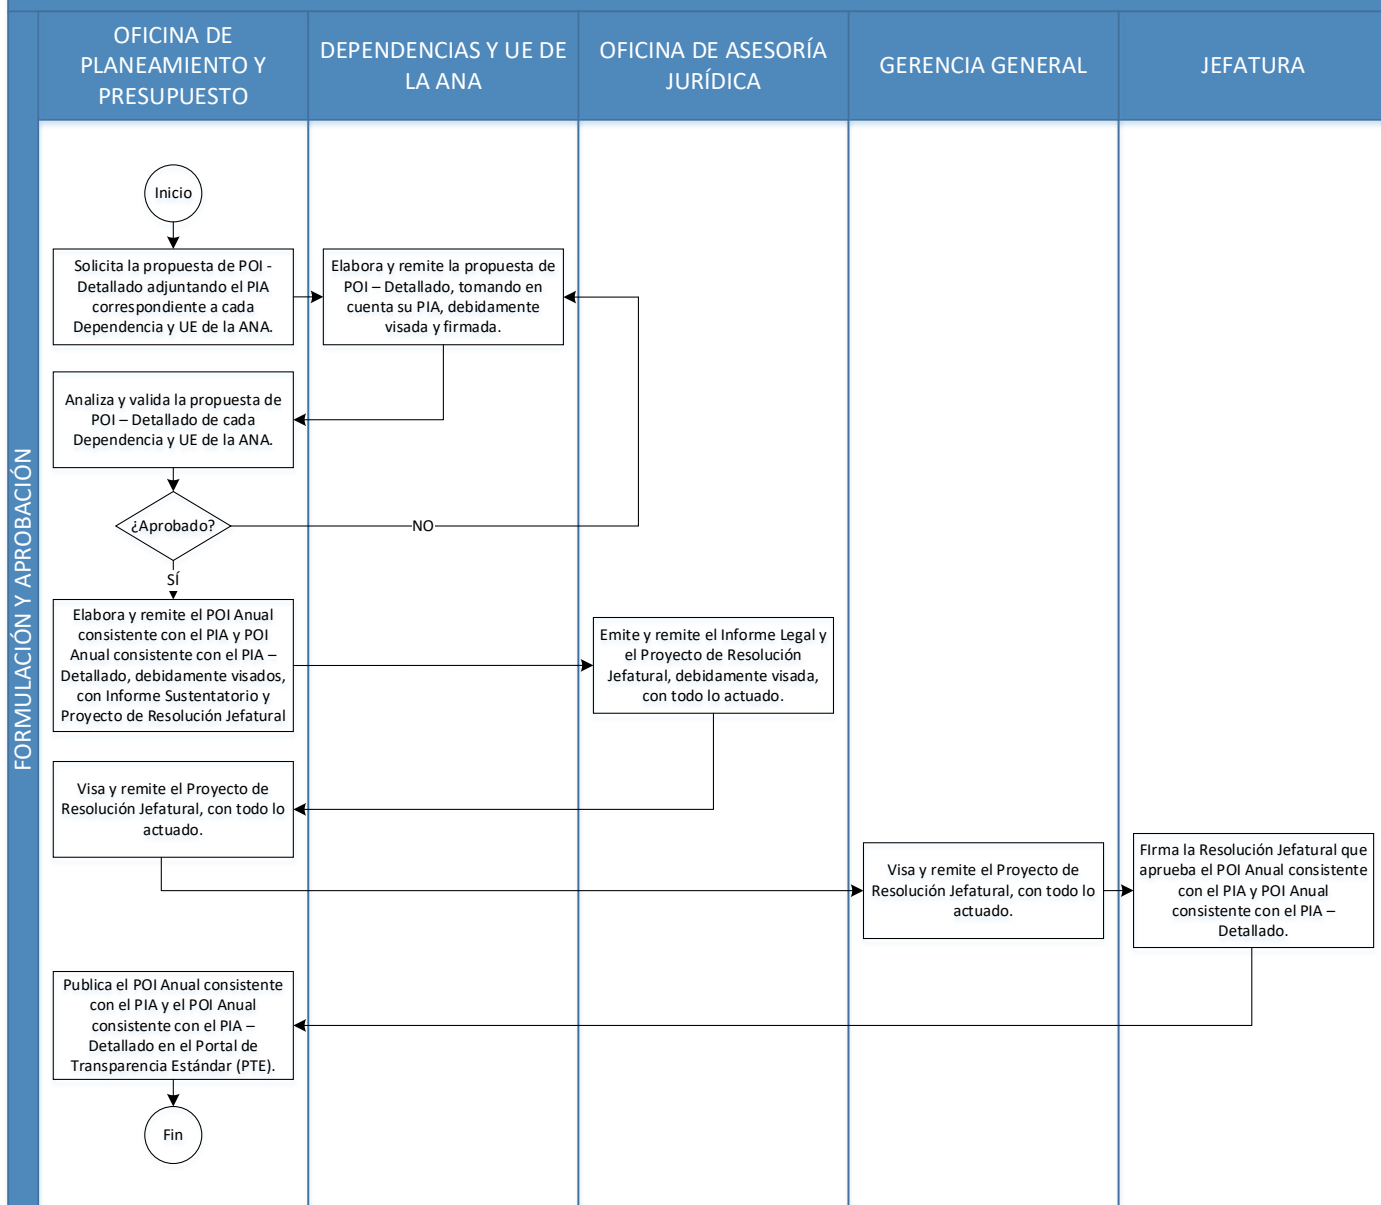 OFICINA DE
PLANEAMIENTO Y
PRESUPUESTO
DEPENDENCIAS Y UE DE
LA ANA
OFICINA DE ASESORÍA
JURÍDICA
GERENCIA GENERAL
JEFATURA
FORMULACIÓN Y APROBACIÓN
Inicio
Solicita la propuesta de POI -
Detallado adjuntando el PIA
correspondiente a cada
Dependencia y UE de la ANA.
Elabora y remite la propuesta de
POI – Detallado, tomando en
cuenta su PIA, debidamente
visada y firmada.
Analiza y valida la propuesta de
POI – Detallado de cada
Dependencia y UE de la ANA.
¿Aprobado?
NO
SÍ
Elabora y remite el POI Anual
consistente con el PIA y POI
Anual consistente con el PIA –
Detallado, debidamente visados,
con Informe Sustentatorio y
Proyecto de Resolución Jefatural
Emite y remite el Informe Legal y
el Proyecto de Resolución
Jefatural, debidamente visada,
con todo lo actuado.
Visa y remite el Proyecto de
Resolución Jefatural, con todo lo
actuado.
Visa y remite el Proyecto de
Resolución Jefatural, con todo lo
actuado.
FIrma la Resolución Jefatural que
aprueba el POI Anual consistente
con el PIA y POI Anual
consistente con el PIA –
Detallado.
Publica el POI Anual consistente
con el PIA y el POI Anual
consistente con el PIA –
Detallado en el Portal de
Transparencia Estándar (PTE).
Fin